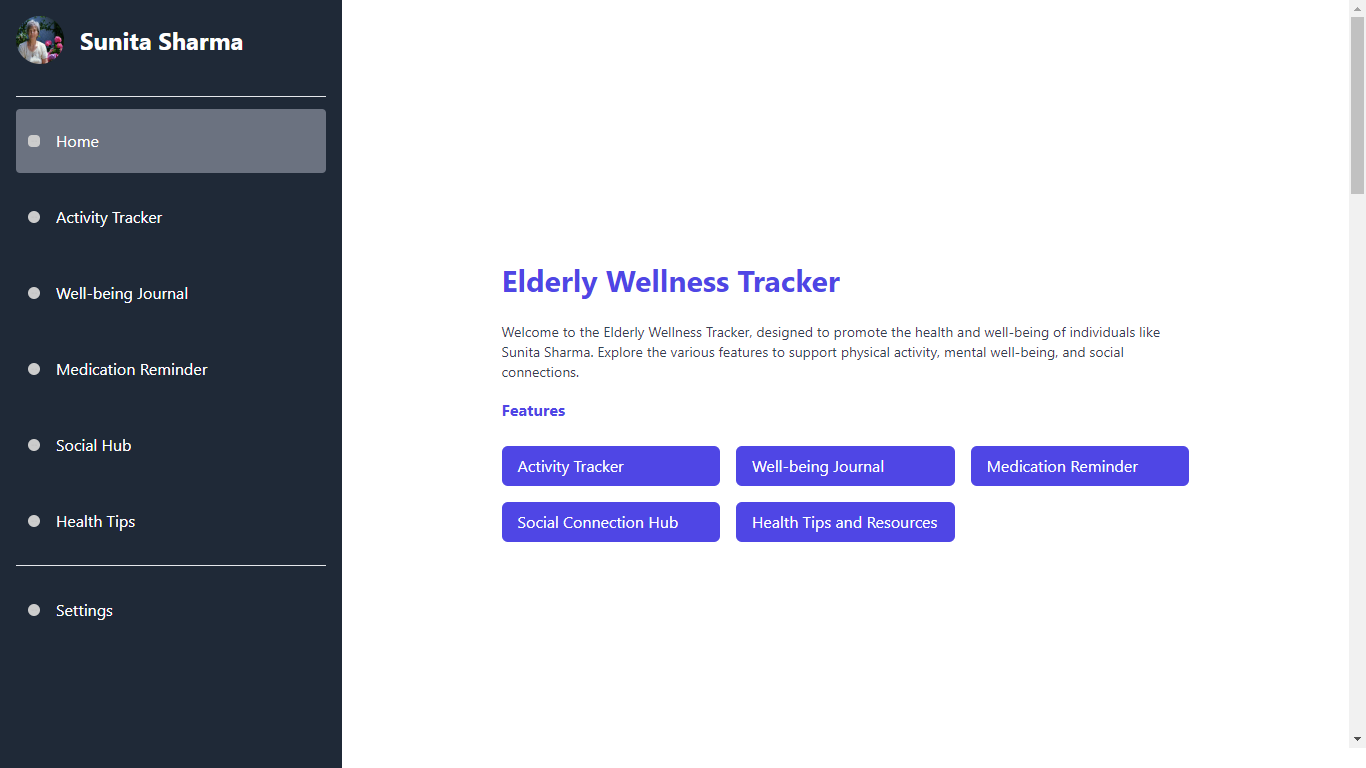 Sunita Sharma
Home
Activity Tracker
Well-being Journal
Medication Reminder
Social Hub
Health Tips
Settings
Elderly Wellness Tracker
Welcome to the Elderly Wellness Tracker, designed to promote the health and well-being of individuals like
Sunita Sharma. Explore the various features to support physical activity, mental well-being, and social
connections.
Features
Activity Tracker
Well-being Journal
Medication Reminder
Social Connection Hub
Health Tips and Resources